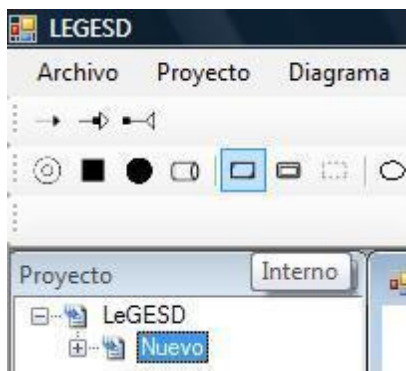 LEGESD
Archivo Proyecto Diagrama
Proyecto
Interno
LeGESD
Nuevo